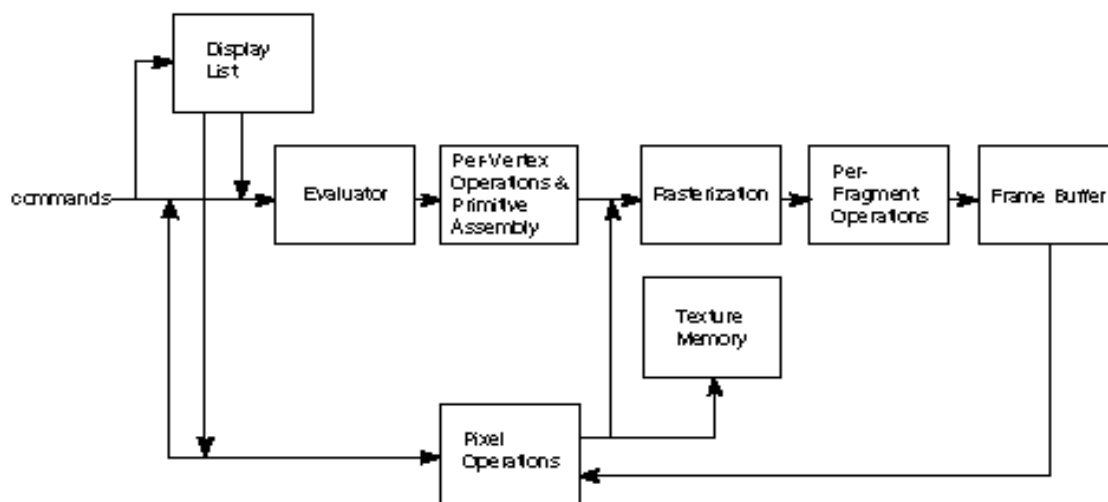 Display
List
commands
Evaluator
Per-Vertex
Operations &
Primitive
Assembly
Rasterization
Per-
Fragment
Operations
Frame Buffer
Texture
Memory
Pixel
Operations